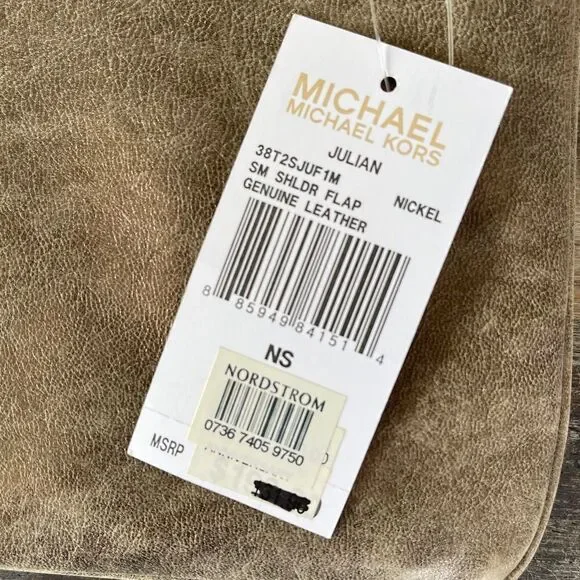 MICHAEL
MICHAEL KORS
JULIAN
38T2SJUF1M
SM SHLDR FLAP
NICKEL
GENUINE LEATHER
8 85949 84151 4
NS
NORDSTROM
0736 7405 9750
MSRP